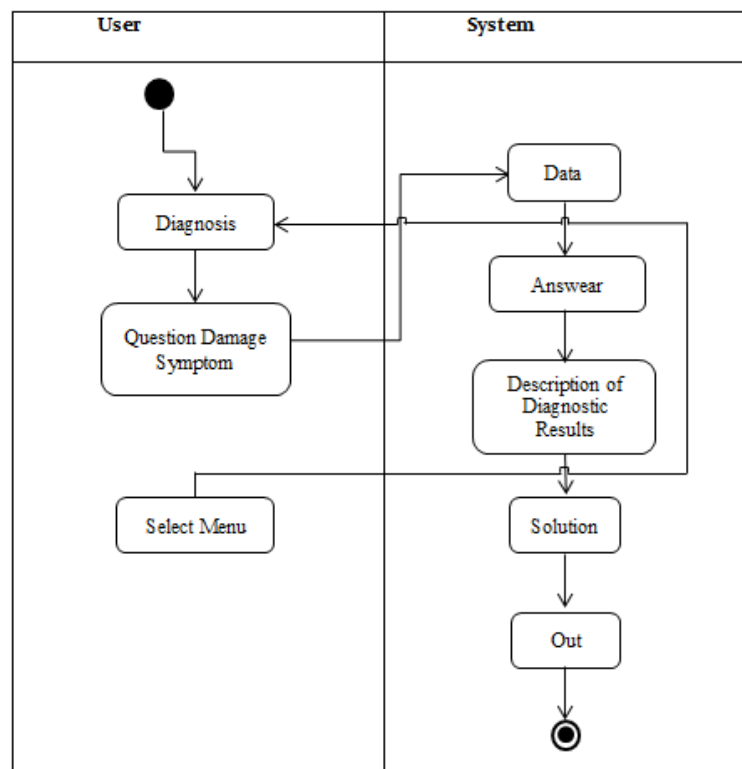 User
System
Data
Diagnosis
Answear
Question Damage
Symptom
Description of
Diagnostic
Results
Select Menu
Solution
Out